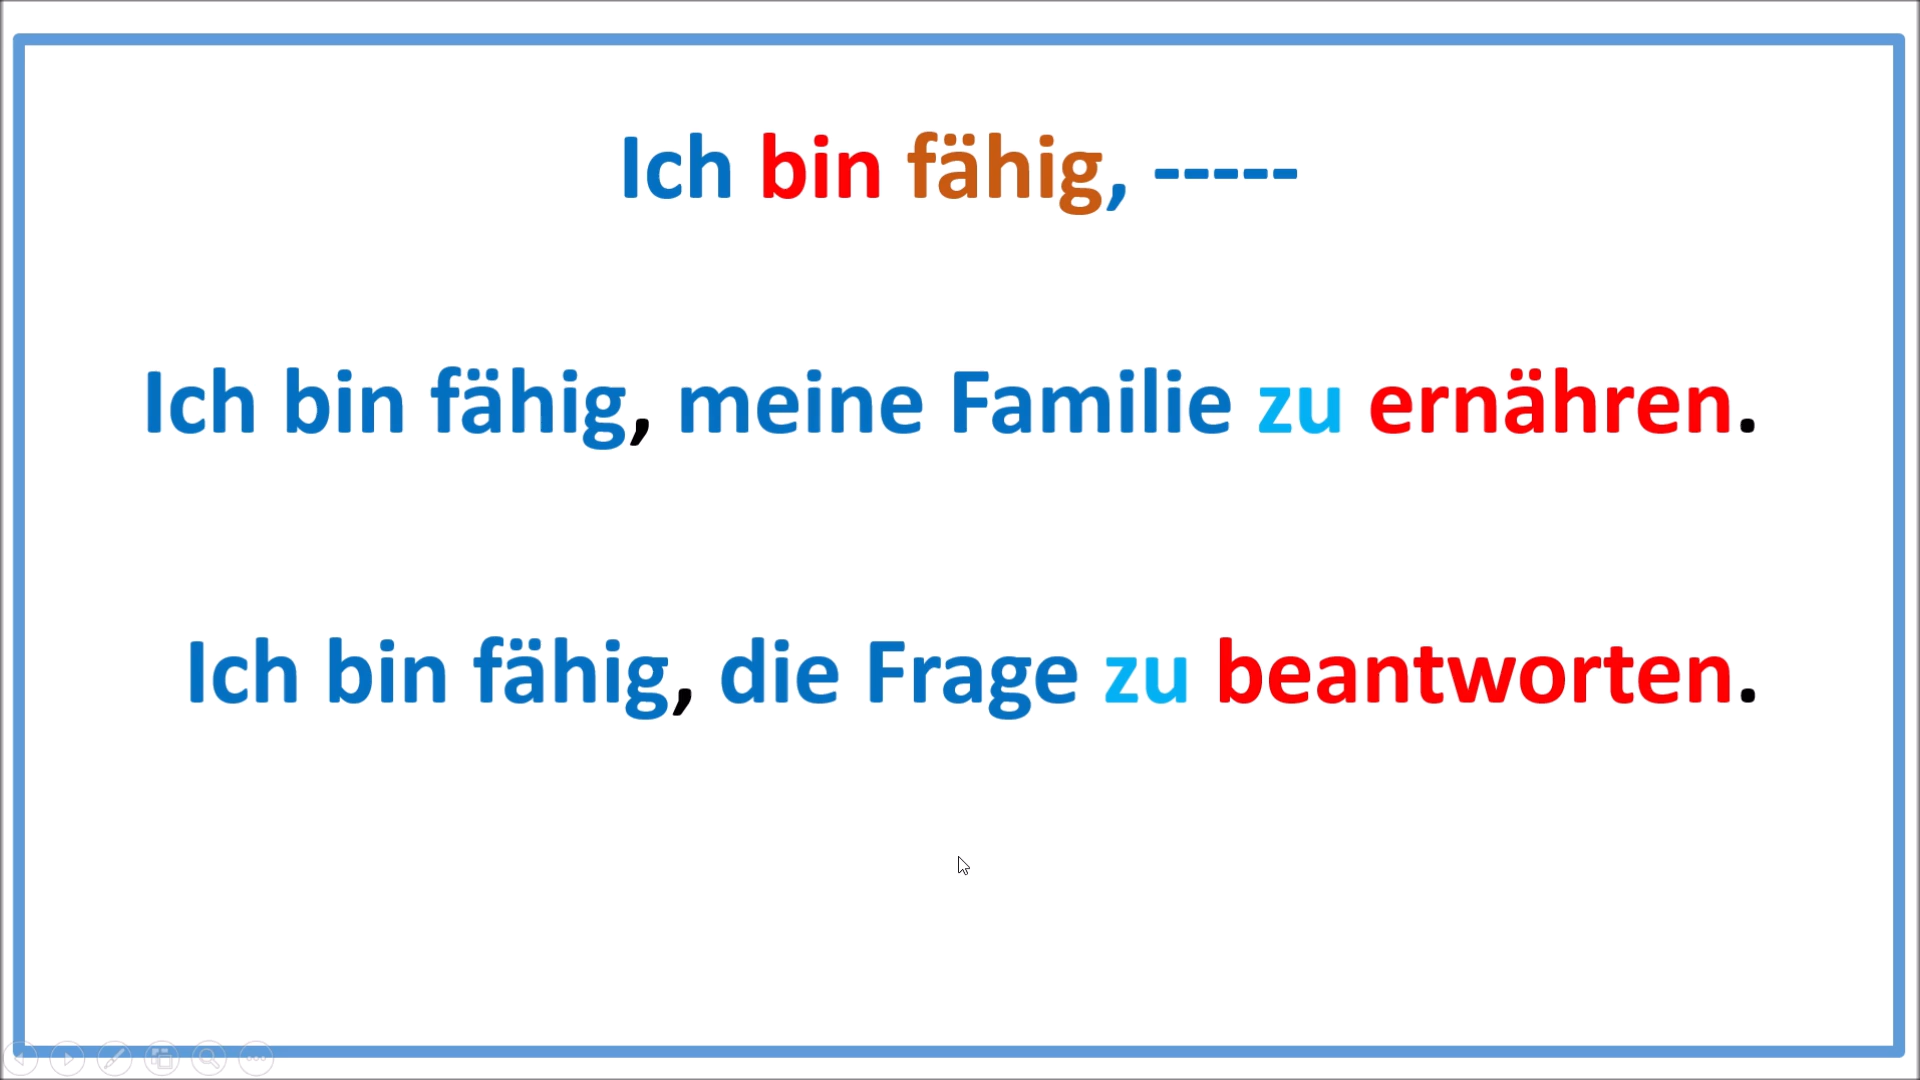 Ich bin fähig, -----
Ich bin fähig, meine Familie zu ernähren.
Ich bin fähig, die Frage zu beantworten.